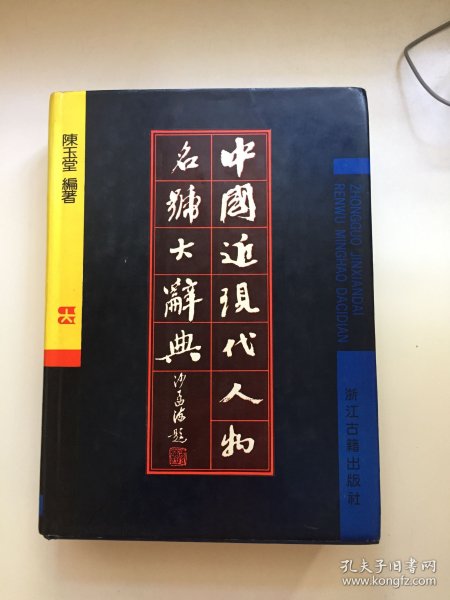 中國近現代人物
名號大辭典
沙孟海題
陳玉堂 編著
ZHONGGUO JINXIANDAI
RENWU MINGHAO DACIDIAN
浙江古籍出版社
孔夫子旧书网
www.kongfz.com